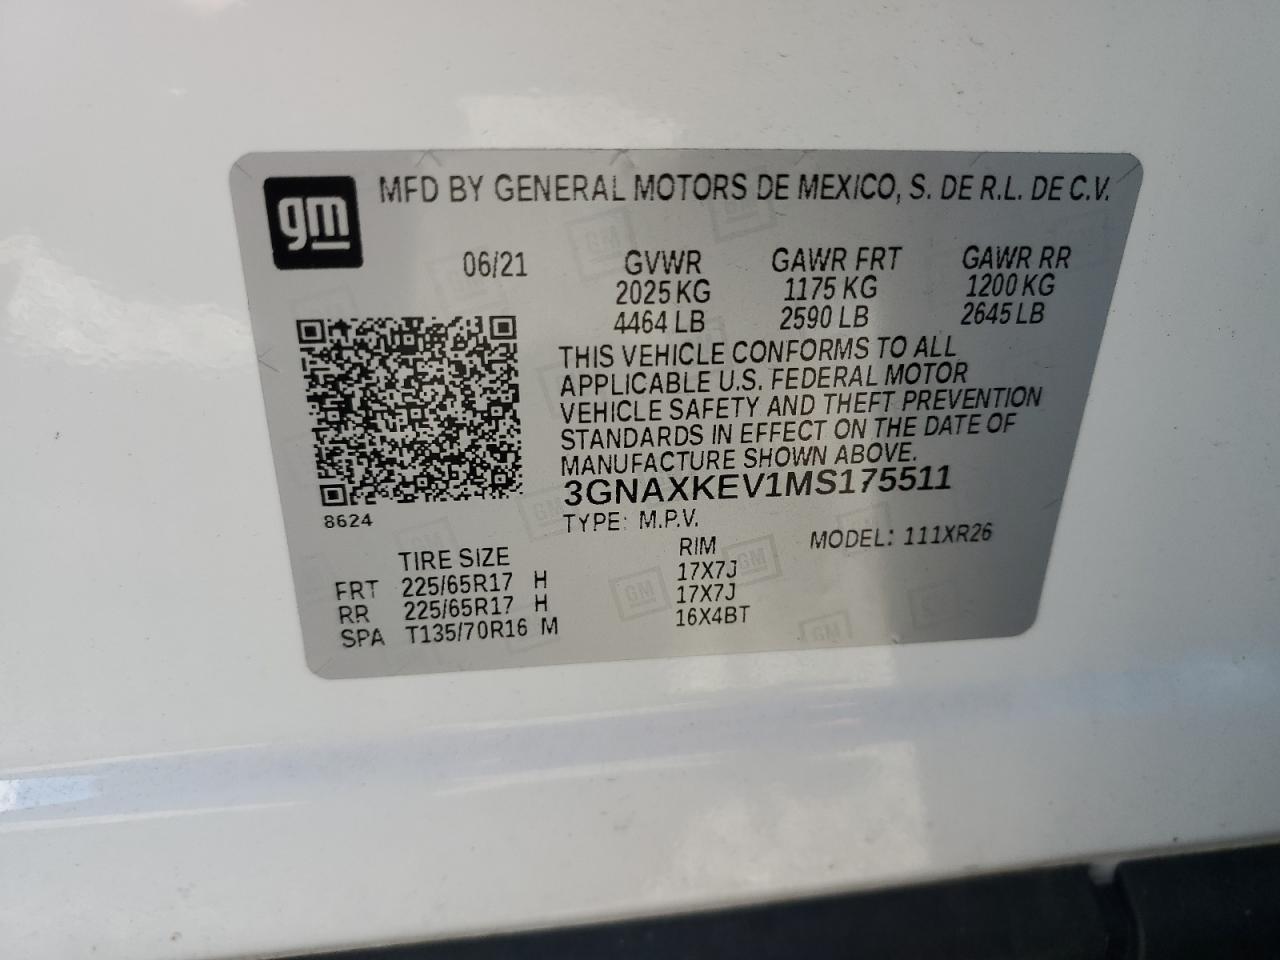 gm
MFD BY GENERAL MOTORS DE MEXICO, S. DE R.L. DE C.V.
06/21 GVWR GAWR FRT GAWR RR
2025 KG 1175 KG 1200 KG
4464 LB 2590 LB 2645 LB
THIS VEHICLE CONFORMS TO ALL
APPLICABLE U.S. FEDERAL MOTOR
VEHICLE SAFETY AND THEFT PREVENTION
STANDARDS IN EFFECT ON THE DATE OF
MANUFACTURE SHOWN ABOVE.
3GNAXKEV1MS175511
8624
TYPE: M.P.V. MODEL: 111XR26
TIRE SIZE RIM
FRT 225/65R17 H 17X7J
RR 225/65R17 H 17X7J
SPA T135/70R16 M 16X4BT